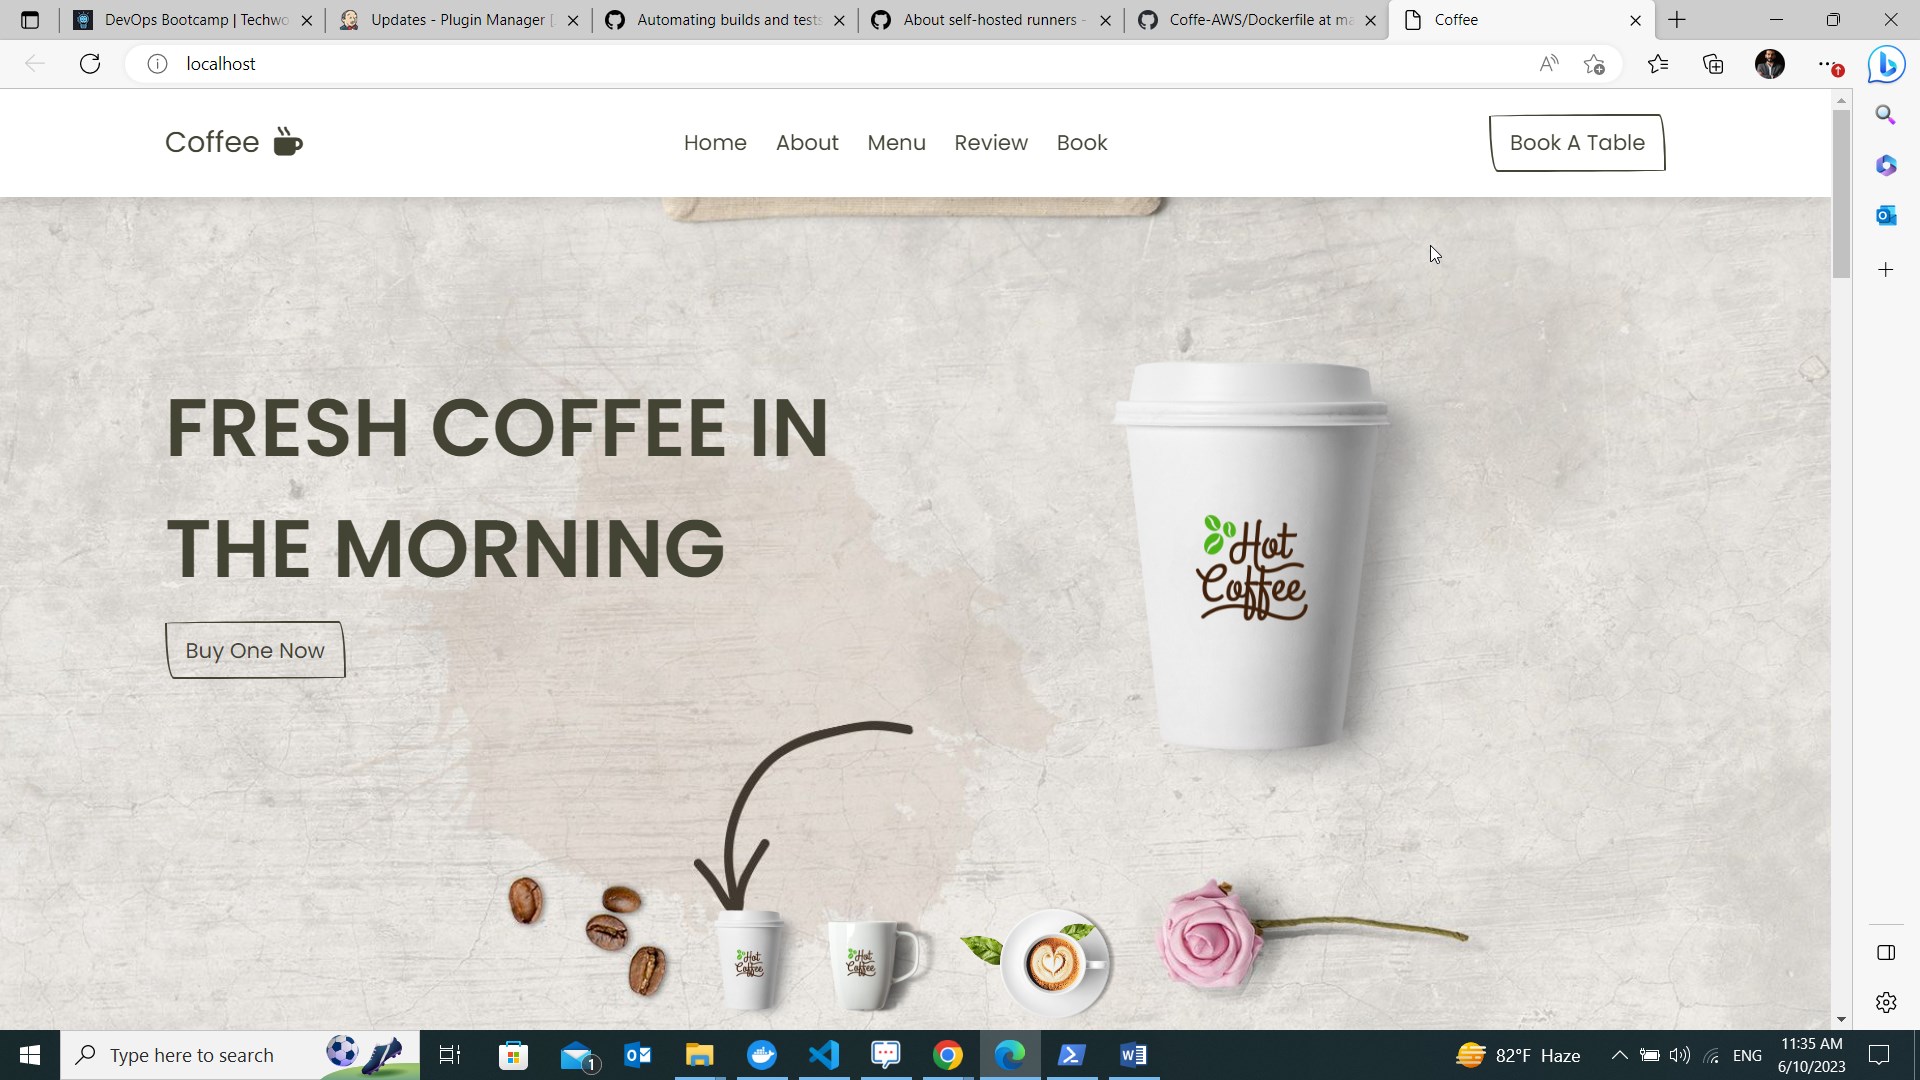 DevOps Bootcamp | Techwo
Updates - Plugin Manager [
Automating builds and tests
About self-hosted runners -
Coffe-AWS/Dockerfile at ma
Coffee
localhost
Coffee
Home
About
Menu
Review
Book
Book A Table
FRESH COFFEE IN
THE MORNING
Buy One Now
Hot
Coffee
Hot
Coffee
Hot
Coffee
Type here to search
1
82°F Haze
ENG
11:35 AM
6/10/2023